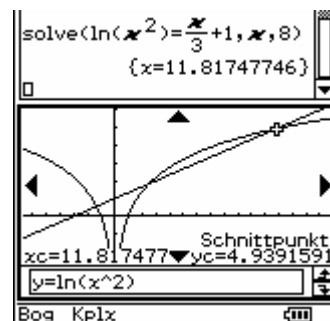 solve(ln(x²)=x/3+1,x,8)
{x=11.81747746}
Schnittpunkt
xc=11.817477 yc=4.9391591
y=ln(x^2)
Bog Kplx